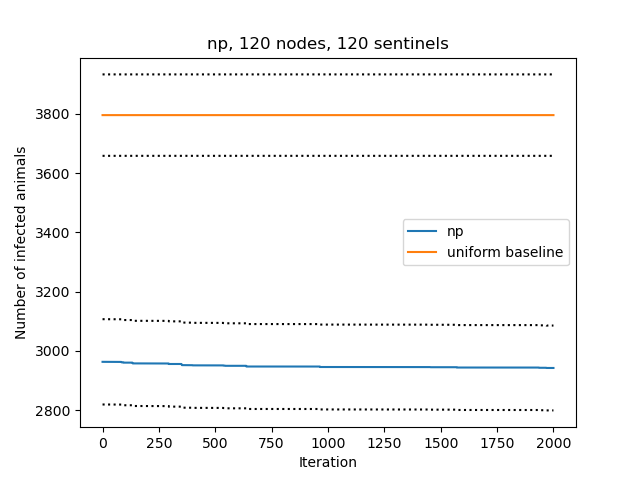 np, 120 nodes, 120 sentinels
Number of infected animals
3800
3600
3400
3200
3000
2800
np
uniform baseline
0 250 500 750 1000 1250 1500 1750 2000
Iteration